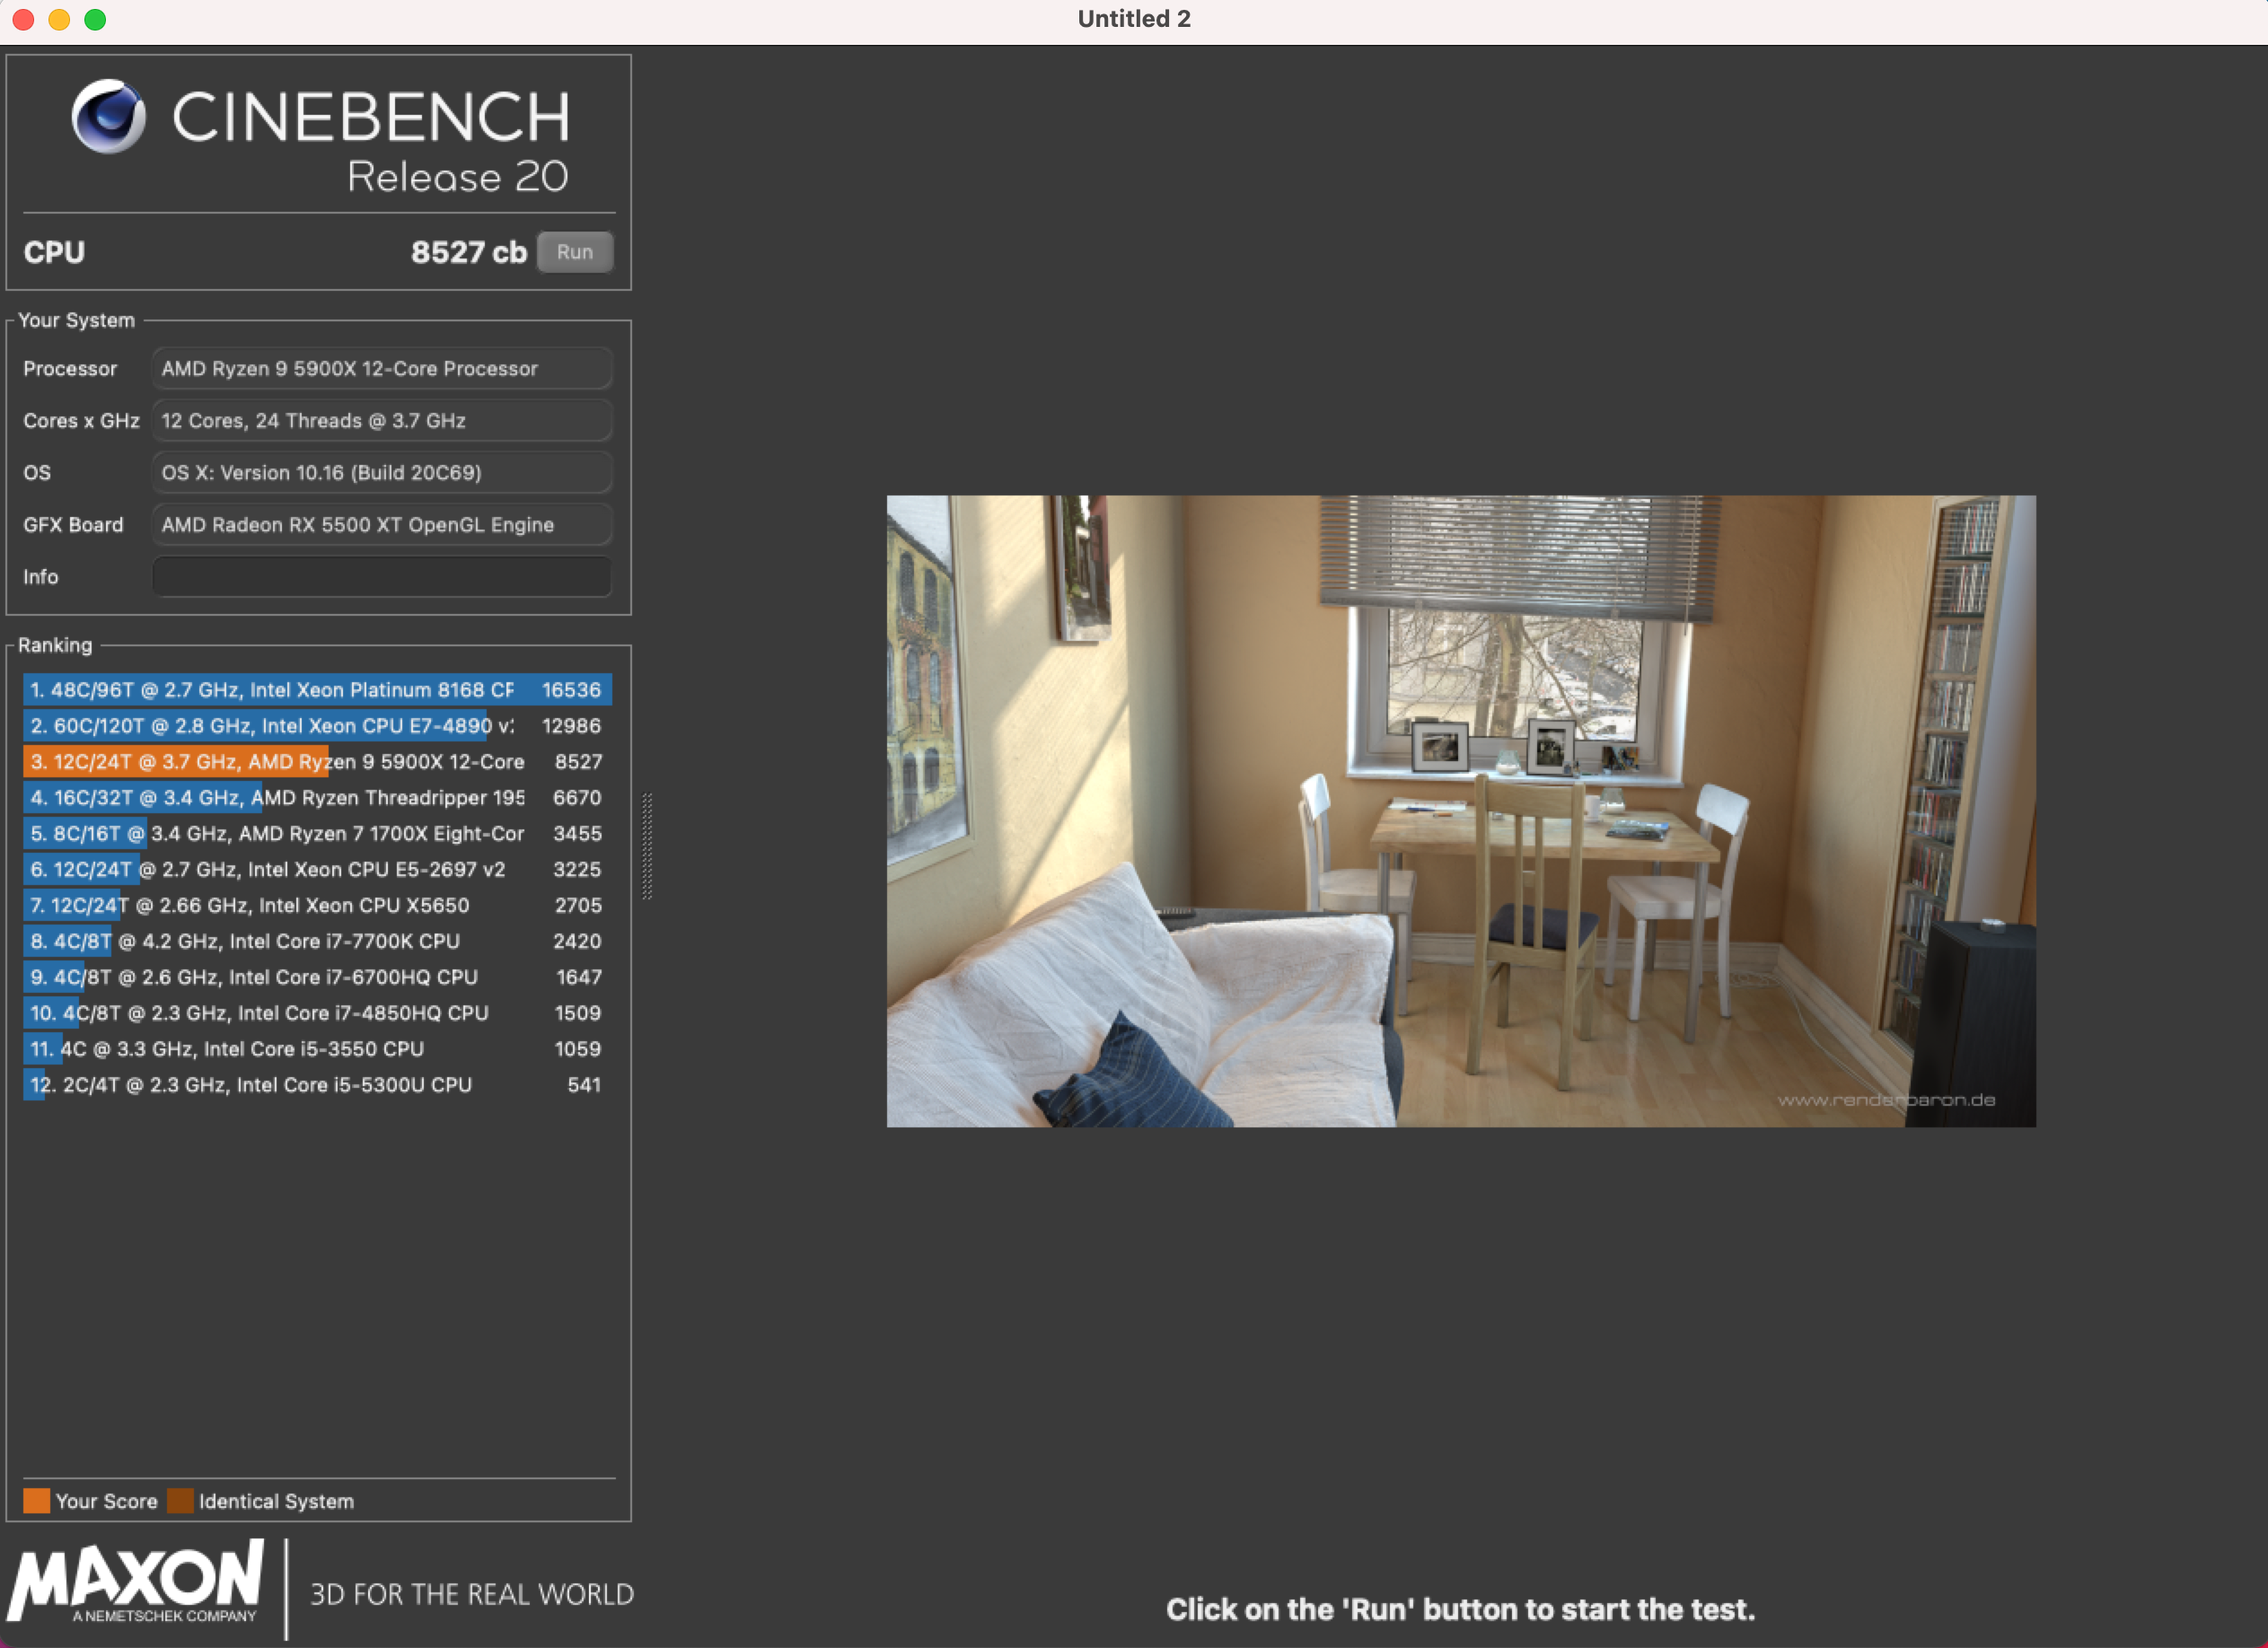 Untitled 2
CINEBENCH
Release 20
CPU 8527 cb Run
Your System
Processor AMD Ryzen 9 5900X 12-Core Processor
Cores x GHz 12 Cores, 24 Threads @ 3.7 GHz
OS OS X: Version 10.16 (Build 20C69)
GFX Board AMD Radeon RX 5500 XT OpenGL Engine
Info
Ranking
1. 48C/96T @ 2.7 GHz, Intel Xeon Platinum 8168 CP 16536
2. 60C/120T @ 2.8 GHz, Intel Xeon CPU E7-4890 v 12986
3. 12C/24T @ 3.7 GHz, AMD Ryzen 9 5900X 12-Core 8527
4. 16C/32T @ 3.4 GHz, AMD Ryzen Threadripper 195 6670
5. 8C/16T @ 3.4 GHz, AMD Ryzen 7 1700X Eight-Cor 3455
6. 12C/24T @ 2.7 GHz, Intel Xeon CPU E5-2697 v2 3225
7. 12C/24T @ 2.66 GHz, Intel Xeon CPU X5650 2705
8. 4C/8T @ 4.2 GHz, Intel Core i7-7700K CPU 2420
9. 4C/8T @ 2.6 GHz, Intel Core i7-6700HQ CPU 1647
10. 4C/8T @ 2.3 GHz, Intel Core i7-4850HQ CPU 1509
11. 4C @ 3.3 GHz, Intel Core i5-3550 CPU 1059
12. 2C/4T @ 2.3 GHz, Intel Core i5-5300U CPU 541
Your Score Identical System
MAXON
A NEMETSCHEK COMPANY
3D FOR THE REAL WORLD
www.renderbaron.de
Click on the 'Run' button to start the test.